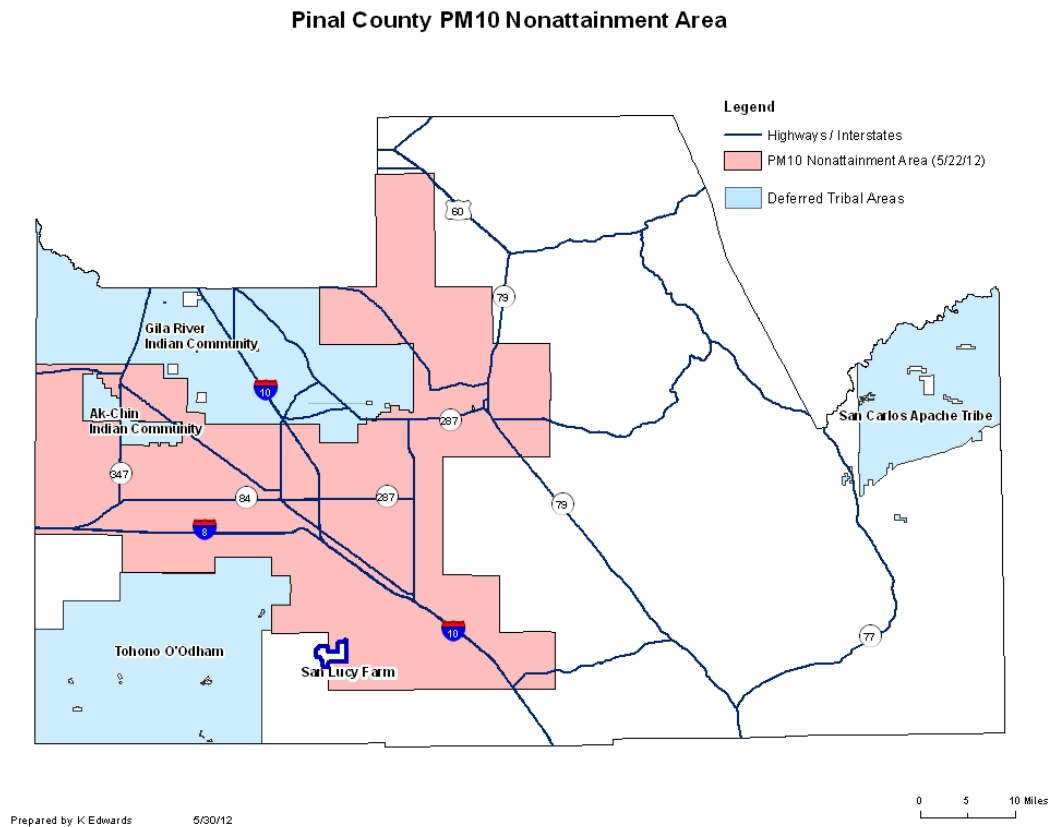 Pinal County PM10 Nonattainment Area
Legend
Highways / Interstates
PM10 Nonattainment Area (5/22/12)
Deferred Tribal Areas
60
79
Gila River
Indian Community
10
Ak-Chin
Indian Community
San Carlos Apache Tribe
287
347
84
287
79
8
10
77
Tohono O'Odham
San Lucy Farm
0 5 10 Miles
Prepared by K Edwards 5/30/12